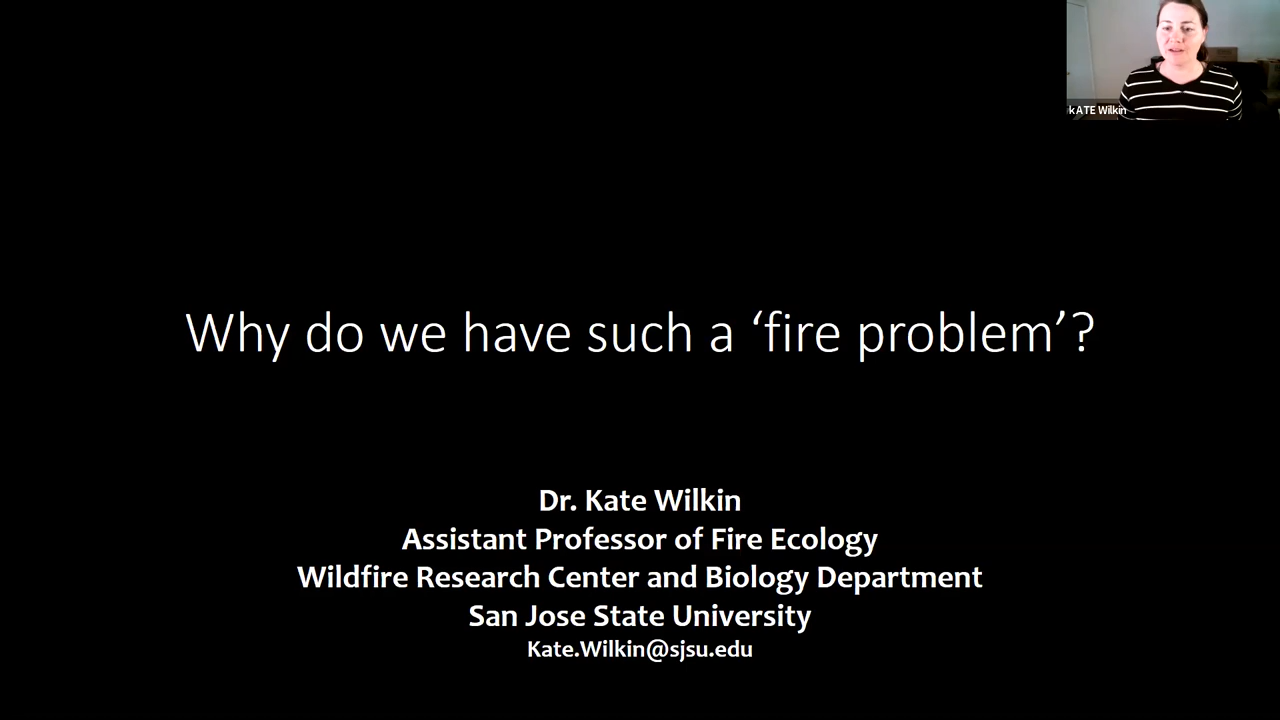 kATE Wilkin
Why do we have such a ‘fire problem’?
Dr. Kate Wilkin
Assistant Professor of Fire Ecology
Wildfire Research Center and Biology Department
San Jose State University
Kate.Wilkin@sjsu.edu